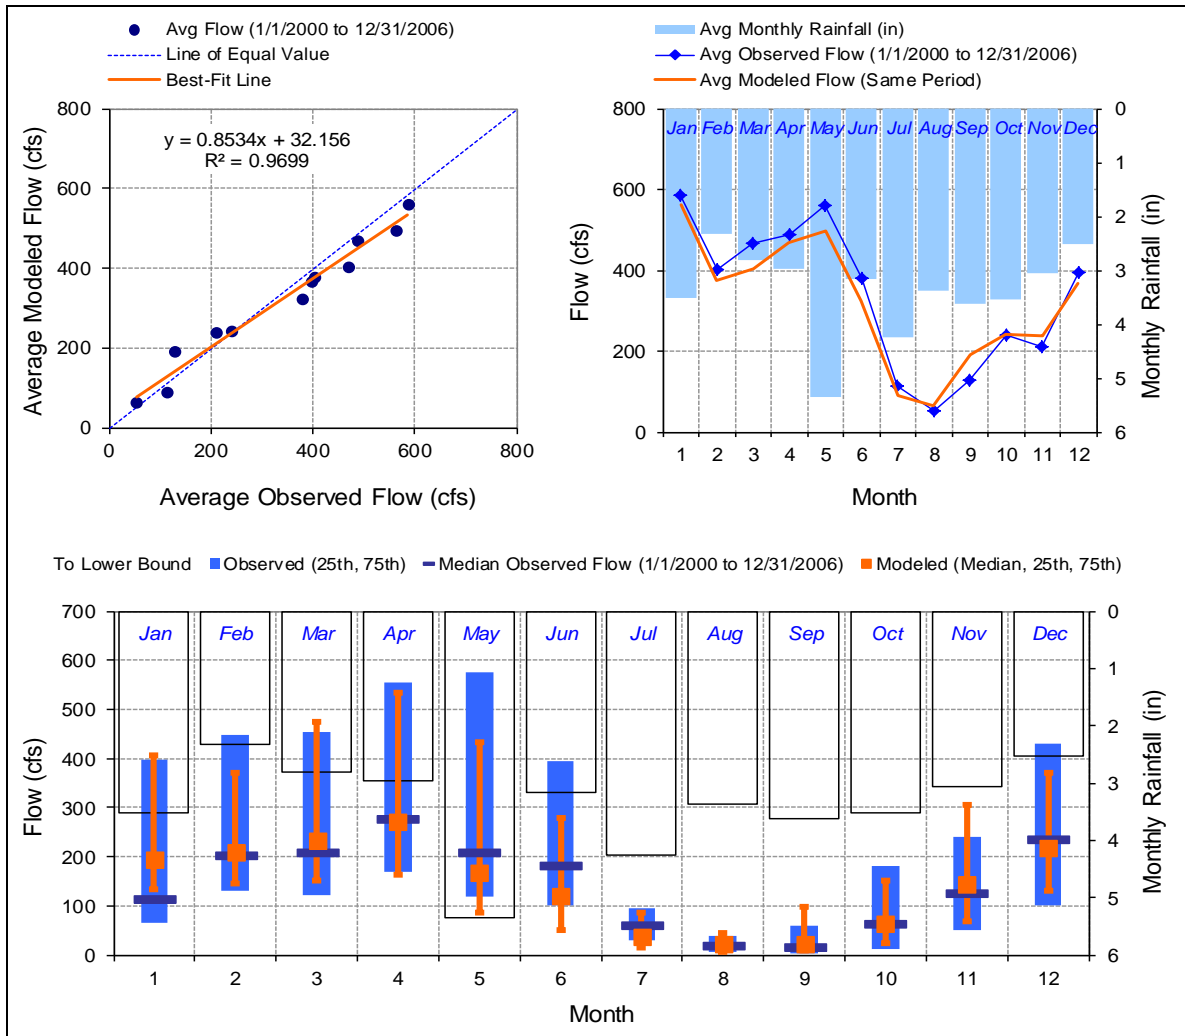 Avg Flow (1/1/2000 to 12/31/2006)
Line of Equal Value
Best-Fit Line
y = 0.8534x + 32.156
R² = 0.9699
800
600
400
200
0
0 200 400 600 800
Average Modeled Flow (cfs)
Average Observed Flow (cfs)
Avg Monthly Rainfall (in)
Avg Observed Flow (1/1/2000 to 12/31/2006)
Avg Modeled Flow (Same Period)
Jan Feb Mar Apr May Jun Jul Aug Sep Oct Nov Dec
800
600
400
200
0
0
1
2
3
4
5
6
1 2 3 4 5 6 7 8 9 10 11 12
Flow (cfs)
Monthly Rainfall (in)
Month
To Lower Bound Observed (25th, 75th) Median Observed Flow (1/1/2000 to 12/31/2006) Modeled (Median, 25th, 75th)
Jan Feb Mar Apr May Jun Jul Aug Sep Oct Nov Dec
700
600
500
400
300
200
100
0
0
1
2
3
4
5
6
1 2 3 4 5 6 7 8 9 10 11 12
Flow (cfs)
Monthly Rainfall (in)
Month